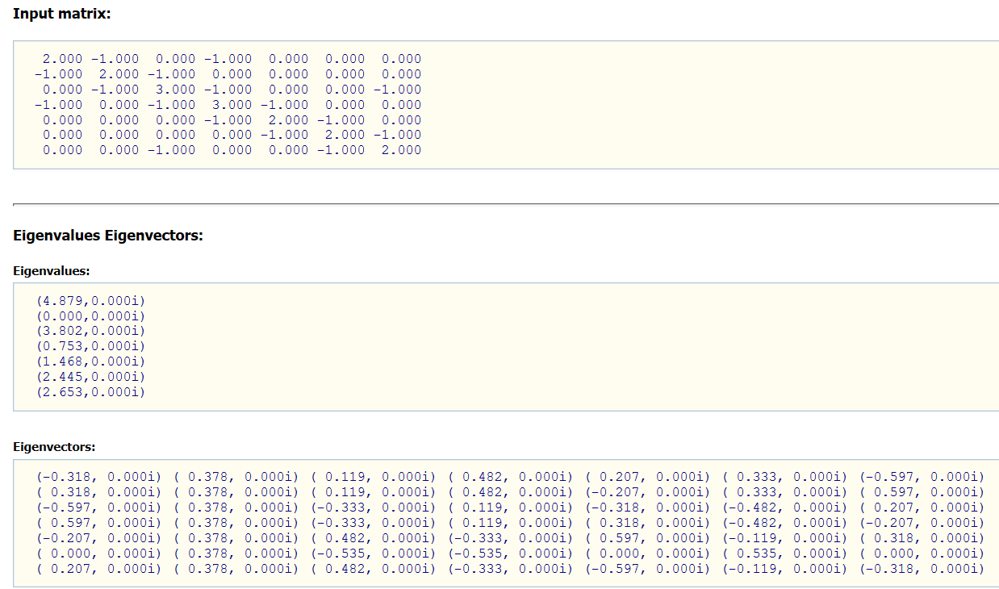 Input matrix:
2.000 -1.000 0.000 -1.000 0.000 0.000 0.000
-1.000 2.000 -1.000 0.000 0.000 0.000 0.000
0.000 -1.000 3.000 -1.000 0.000 0.000 -1.000
-1.000 0.000 -1.000 3.000 -1.000 0.000 0.000
0.000 0.000 0.000 -1.000 2.000 -1.000 0.000
0.000 0.000 0.000 0.000 -1.000 2.000 -1.000
0.000 0.000 -1.000 0.000 0.000 -1.000 2.000
Eigenvalues Eigenvectors:
Eigenvalues:
(4.879,0.000i)
(0.000,0.000i)
(3.802,0.000i)
(0.753,0.000i)
(1.468,0.000i)
(2.445,0.000i)
(2.653,0.000i)
Eigenvectors:
(-0.318, 0.000i) ( 0.378, 0.000i) ( 0.119, 0.000i) ( 0.482, 0.000i) ( 0.207, 0.000i) ( 0.333, 0.000i) (-0.597, 0.000i)
( 0.318, 0.000i) ( 0.378, 0.000i) ( 0.119, 0.000i) ( 0.482, 0.000i) (-0.207, 0.000i) ( 0.333, 0.000i) ( 0.597, 0.000i)
(-0.597, 0.000i) ( 0.378, 0.000i) (-0.333, 0.000i) ( 0.119, 0.000i) (-0.318, 0.000i) (-0.482, 0.000i) ( 0.207, 0.000i)
( 0.597, 0.000i) ( 0.378, 0.000i) (-0.333, 0.000i) ( 0.119, 0.000i) ( 0.318, 0.000i) (-0.482, 0.000i) (-0.207, 0.000i)
(-0.207, 0.000i) ( 0.378, 0.000i) ( 0.482, 0.000i) (-0.333, 0.000i) ( 0.597, 0.000i) (-0.119, 0.000i) ( 0.318, 0.000i)
( 0.000, 0.000i) ( 0.378, 0.000i) (-0.535, 0.000i) (-0.535, 0.000i) ( 0.000, 0.000i) ( 0.535, 0.000i) ( 0.000, 0.000i)
( 0.207, 0.000i) ( 0.378, 0.000i) ( 0.482, 0.000i) (-0.333, 0.000i) (-0.597, 0.000i) (-0.119, 0.000i) (-0.318, 0.000i)